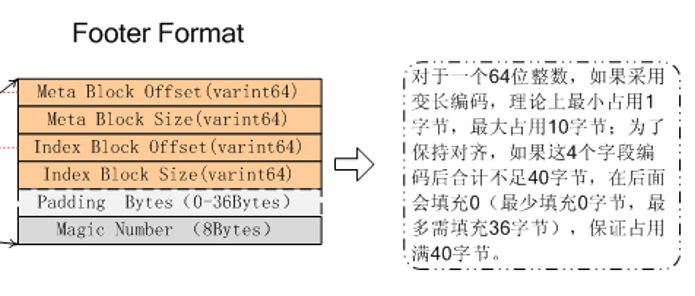 Footer Format
Meta Block Offset(varint64)
Meta Block Size(varint64)
Index Block Offset(varint64)
Index Block Size(varint64)
Padding Bytes（0-36Bytes）
Magic Number （8Bytes）
对于一个64位整数，如果采用
变长编码，理论上最小占用1
字节，最大占用10字节；为了
保持对齐，如果这4个字段编
码后合计不足40字节，在后面
会填充0（最少填充0字节，最
多需填充36字节），保证占用
满40字节。